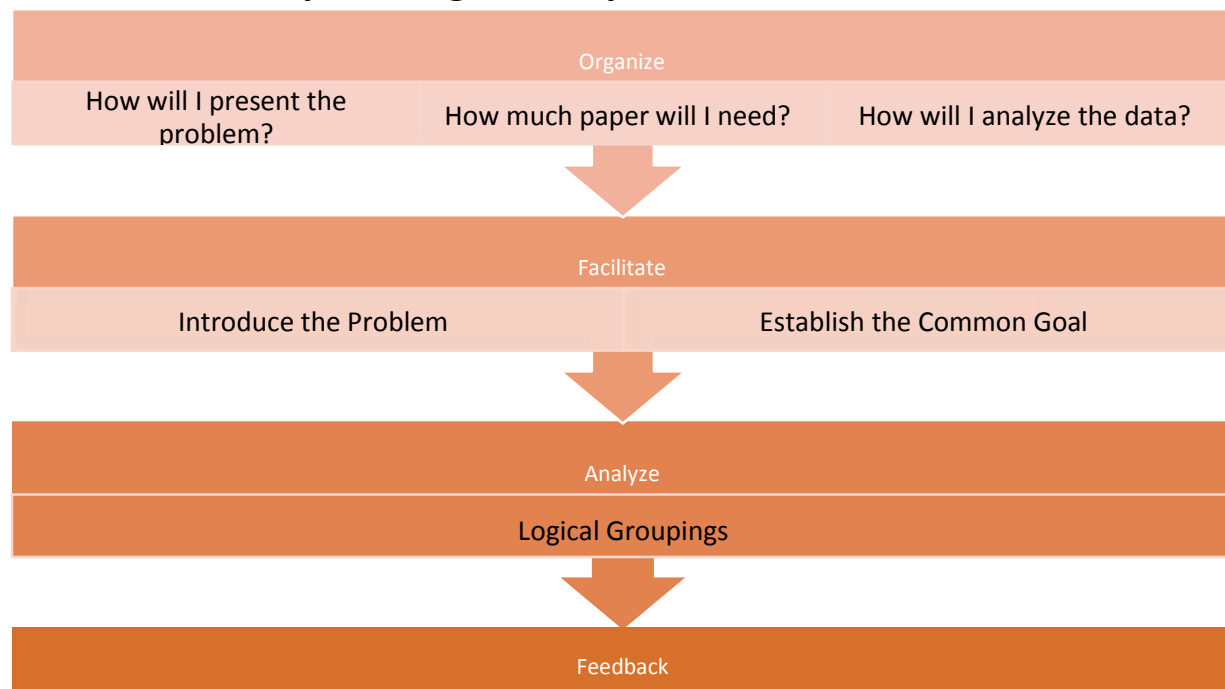 Organize
How will I present the
problem?
How much paper will I need?
How will I analyze the data?
Facilitate
Introduce the Problem
Establish the Common Goal
Analyze
Logical Groupings
Feedback